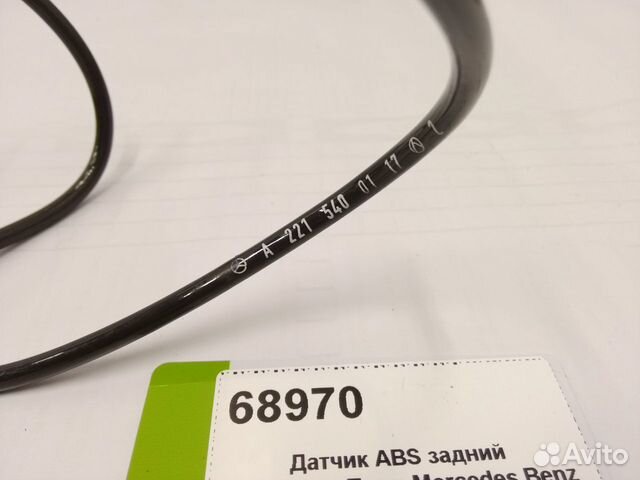 A 221 540 01 17
68970
Датчик ABS задний
Mercedes Benz
Avito